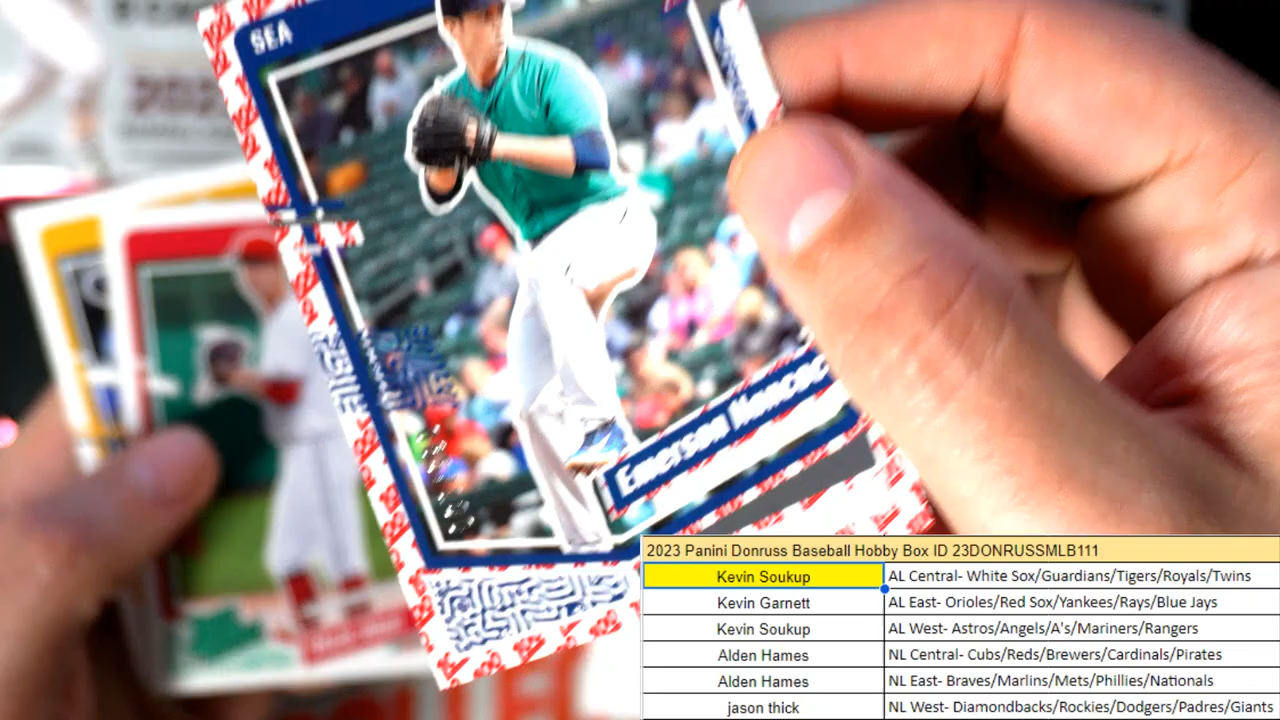 SEA
Emerson Hancoc
2023 Panini Donruss Baseball Hobby Box ID 23DONRUSSMLB111
Kevin Soukup AL Central- White Sox/Guardians/Tigers/Royals/Twins
Kevin Garnett AL East- Orioles/Red Sox/Yankees/Rays/Blue Jays
Kevin Soukup AL West- Astros/Angels/A's/Mariners/Rangers
Alden Hames NL Central- Cubs/Reds/Brewers/Cardinals/Pirates
Alden Hames NL East- Braves/Marlins/Mets/Phillies/Nationals
jason thick NL West- Diamondbacks/Rockies/Dodgers/Padres/Giants